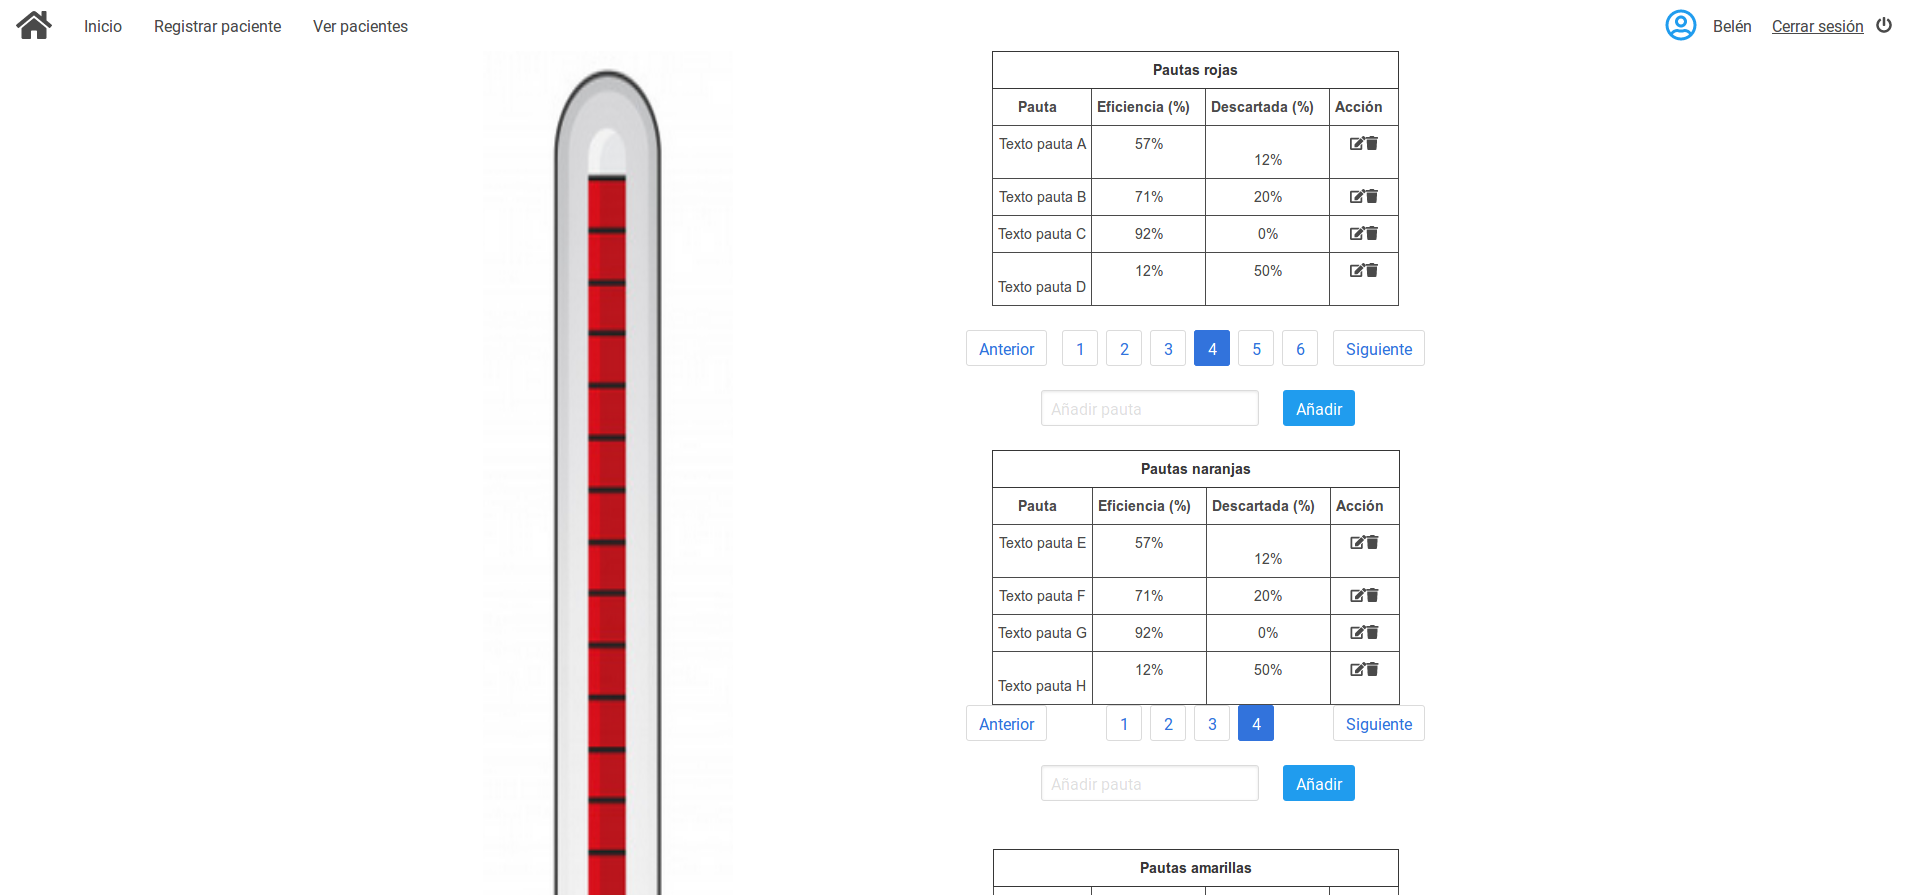 Inicio Registrar paciente Ver pacientes Belén Cerrar sesión
Pautas rojas
Pauta Eficiencia (%) Descartada (%) Acción
Texto pauta A 57% 12%
Texto pauta B 71% 20%
Texto pauta C 92% 0%
Texto pauta D 12% 50%
Anterior 1 2 3 4 5 6 Siguiente
Añadir pauta Añadir
Pautas naranjas
Pauta Eficiencia (%) Descartada (%) Acción
Texto pauta E 57% 12%
Texto pauta F 71% 20%
Texto pauta G 92% 0%
Texto pauta H 12% 50%
Anterior 1 2 3 4 Siguiente
Añadir pauta Añadir
Pautas amarillas